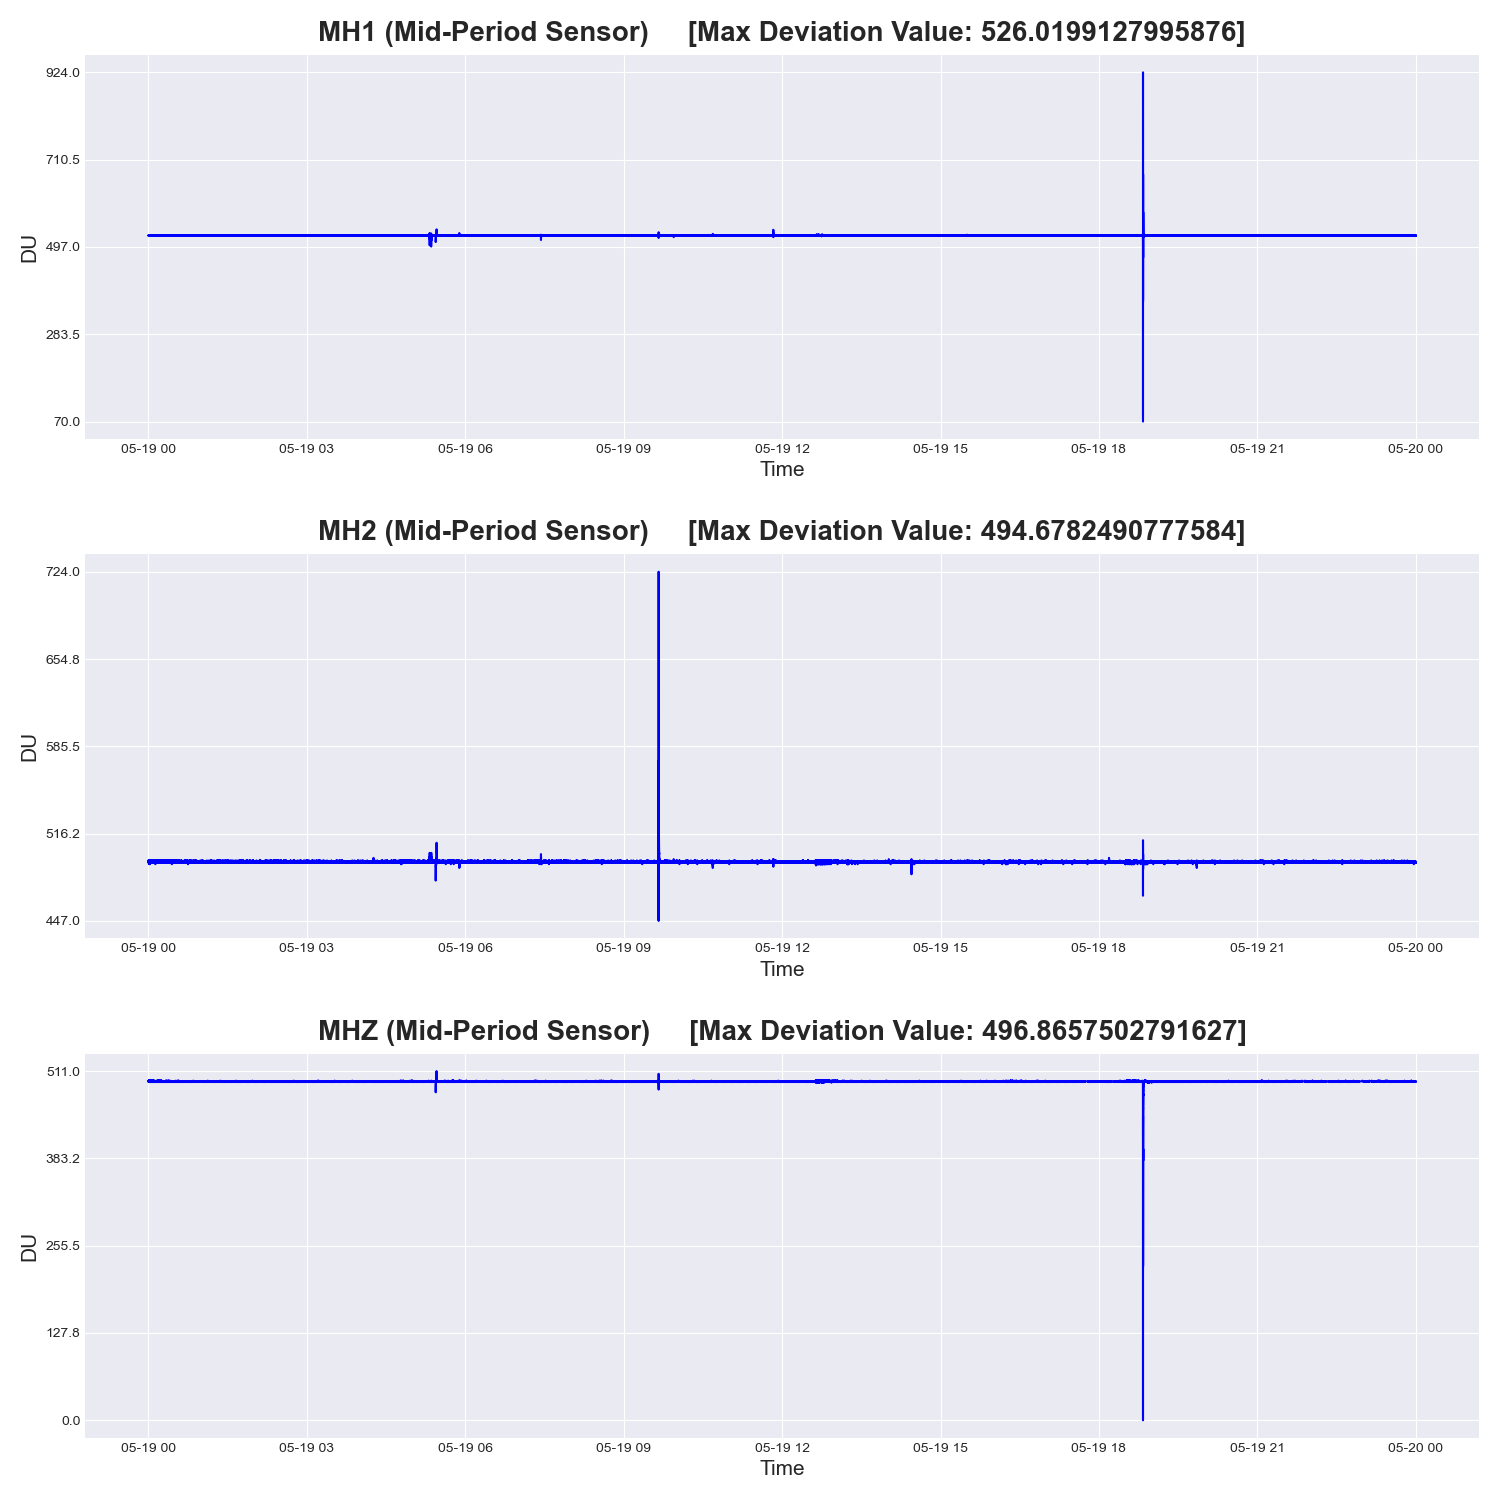 MH1 (Mid-Period Sensor) [Max Deviation Value: 526.0199127995876]
924.0
710.5
497.0
283.5
70.0
DU
05-19 00 05-19 03 05-19 06 05-19 09 05-19 12 05-19 15 05-19 18 05-19 21 05-20 00
Time
MH2 (Mid-Period Sensor) [Max Deviation Value: 494.6782490777584]
724.0
654.8
585.5
516.2
447.0
DU
05-19 00 05-19 03 05-19 06 05-19 09 05-19 12 05-19 15 05-19 18 05-19 21 05-20 00
Time
MHZ (Mid-Period Sensor) [Max Deviation Value: 496.8657502791627]
511.0
383.2
255.5
127.8
0.0
DU
05-19 00 05-19 03 05-19 06 05-19 09 05-19 12 05-19 15 05-19 18 05-19 21 05-20 00
Time